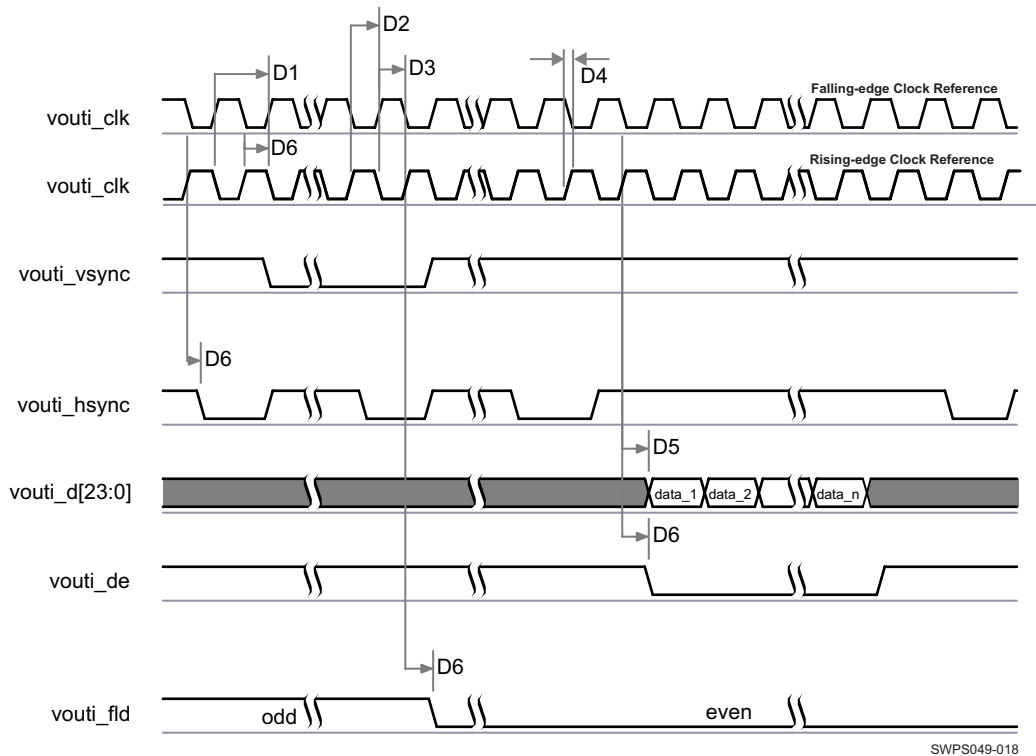 D2
D1
D3
D4
Falling-edge Clock Reference
vouti_clk
D6
Rising-edge Clock Reference
vouti_clk
vouti_vsync
D6
vouti_hsync
D5
vouti_d[23:0]
data_1
data_2
data_n
D6
vouti_de
D6
vouti_fld
odd
even
SWPS049-018